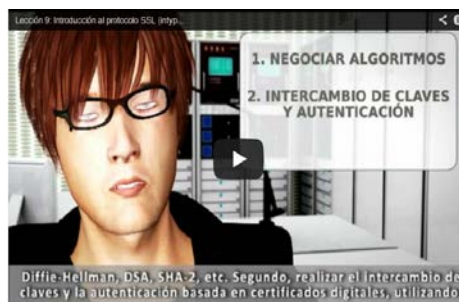 Lección 9: Introducción al protocolo SSL (intyp...
1. NEGOCIAR ALGORITMOS
2. INTERCAMBIO DE CLAVES
Y AUTENTICACIÓN
Diffie-Hellman, DSA, SHA-2, etc. Segundo, realizar el intercambio de
claves y la autenticación basada en certificados digitales, utilizando